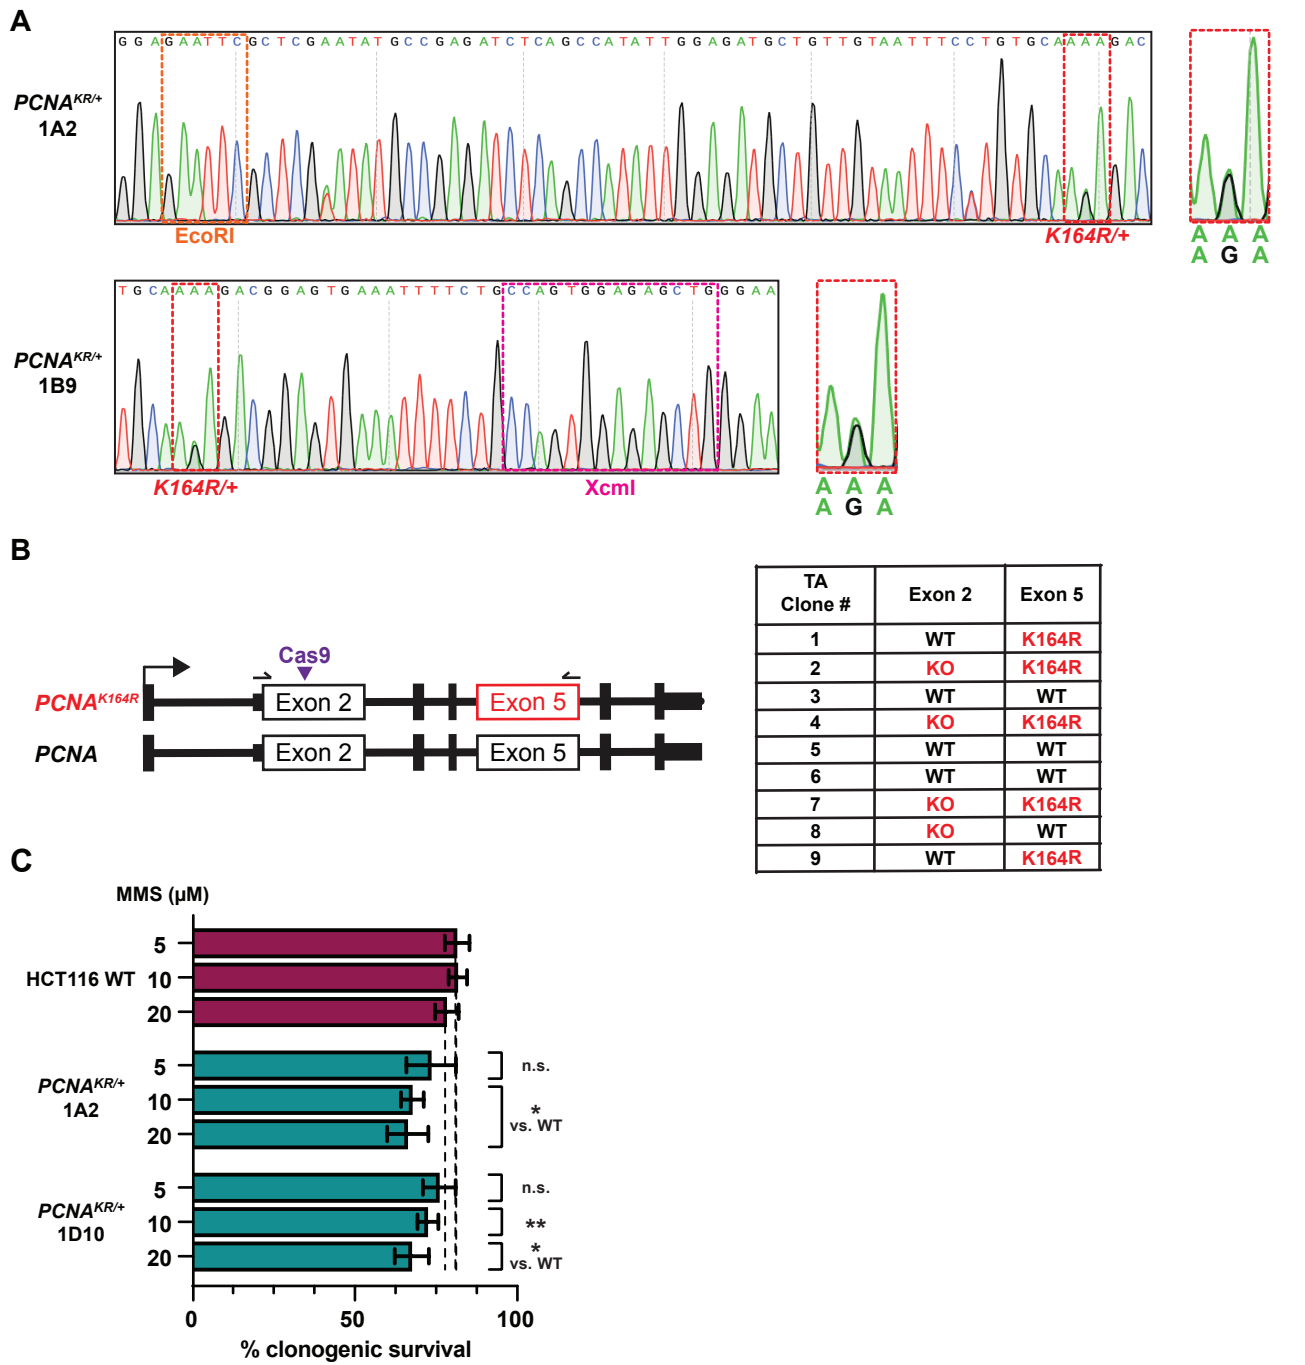 A
G G A G A A T T C G C T C G A A T A T G C C G A G A T C T C A G C C A T A T T G G A G A T G C T G T T G T A A T T T C C T G T G C A A A A G A C
PCNA^KR/+
1A2
EcoRI
K164R/+
A A A
A G A
T G C A A A A G A C G G A G T G A A A T T T T C T G C C A G T G G A G A G C T G G G A A
PCNA^KR/+
1B9
K164R/+
XcmI
A A A
A G A
B
Cas9
PCNA^K164R
Exon 2
Exon 5
PCNA
Exon 2
Exon 5
TA Clone # Exon 2 Exon 5
1 WT K164R
2 KO K164R
3 WT WT
4 KO K164R
5 WT WT
6 WT WT
7 KO K164R
8 KO WT
9 WT K164R
C
MMS (µM)
5
HCT116 WT 10
20
PCNA^KR/+
1A2
5 n.s.
10 *
vs. WT
20
PCNA^KR/+
1D10
5 n.s.
10 **
20 *
vs. WT
0 50 100
% clonogenic survival